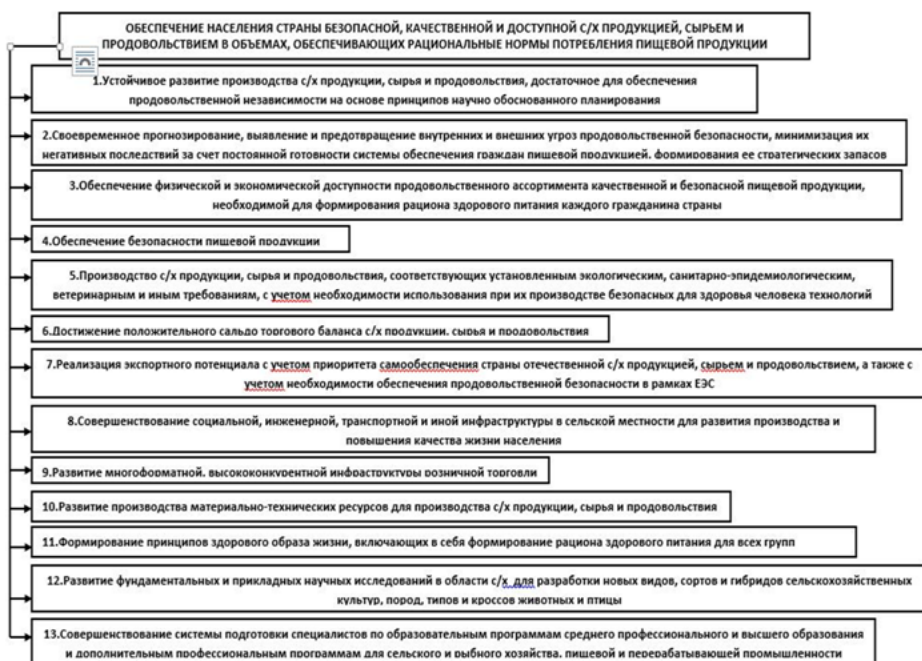 ОБЕСПЕЧЕНИЕ НАСЕЛЕНИЯ СТРАНЫ БЕЗОПАСНОЙ, КАЧЕСТВЕННОЙ И ДОСТУПНОЙ С/Х ПРОДУКЦИЕЙ, СЫРЬЕМ И
ПРОДОВОЛЬСТВИЕМ В ОБЪЕМАХ, ОБЕСПЕЧИВАЮЩИХ РАЦИОНАЛЬНЫЕ НОРМЫ ПОТРЕБЛЕНИЯ ПИЩЕВОЙ ПРОДУКЦИИ
1.Устойчивое развитие производства с/х продукции, сырья и продовольствия, достаточное для обеспечения
продовольственной независимости на основе принципов научно обоснованного планирования
2.Своевременное прогнозирование, выявление и предотвращение внутренних и внешних угроз продовольственной безопасности, минимизация их
негативных последствий за счет постоянной готовности системы обеспечения граждан пищевой продукцией, формирования ее стратегических запасов
3.Обеспечение физической и экономической доступности продовольственного ассортимента качественной и безопасной пищевой продукции,
необходимой для формирования рациона здорового питания каждого гражданина страны
4.Обеспечение безопасности пищевой продукции
5.Производство с/х продукции, сырья и продовольствия, соответствующих установленным экологическим, санитарно-эпидемиологическим,
ветеринарным и иным требованиям, с учетом необходимости использования при их производстве безопасных для здоровья человека технологий
6.Достижение положительного сальдо торгового баланса с/х продукции, сырья и продовольствия
7.Реализация экспортного потенциала с учетом приоритета самообеспечения страны отечественной с/х продукцией, сырьем и продовольствием, а также с
учетом необходимости обеспечения продовольственной безопасности в рамках ЕЭС
8.Совершенствование социальной, инженерной, транспортной и иной инфраструктуры в сельской местности для развития производства и
повышения качества жизни населения
9.Развитие многоформатной, высококонкурентной инфраструктуры розничной торговли
10.Развитие производства материально-технических ресурсов для производства с/х продукции, сырья и продовольствия
11.Формирование принципов здорового образа жизни, включающих в себя формирование рациона здорового питания для всех групп
12.Развитие фундаментальных и прикладных научных исследований в области с/х для разработки новых видов, сортов и гибридов сельскохозяйственных
культур, пород, типов и кроссов животных и птицы
13.Совершенствование системы подготовки специалистов по образовательным программам среднего профессионального и высшего образования
и дополнительным профессиональным программам для сельского и рыбного хозяйства, пищевой и перерабатывающей промышленности